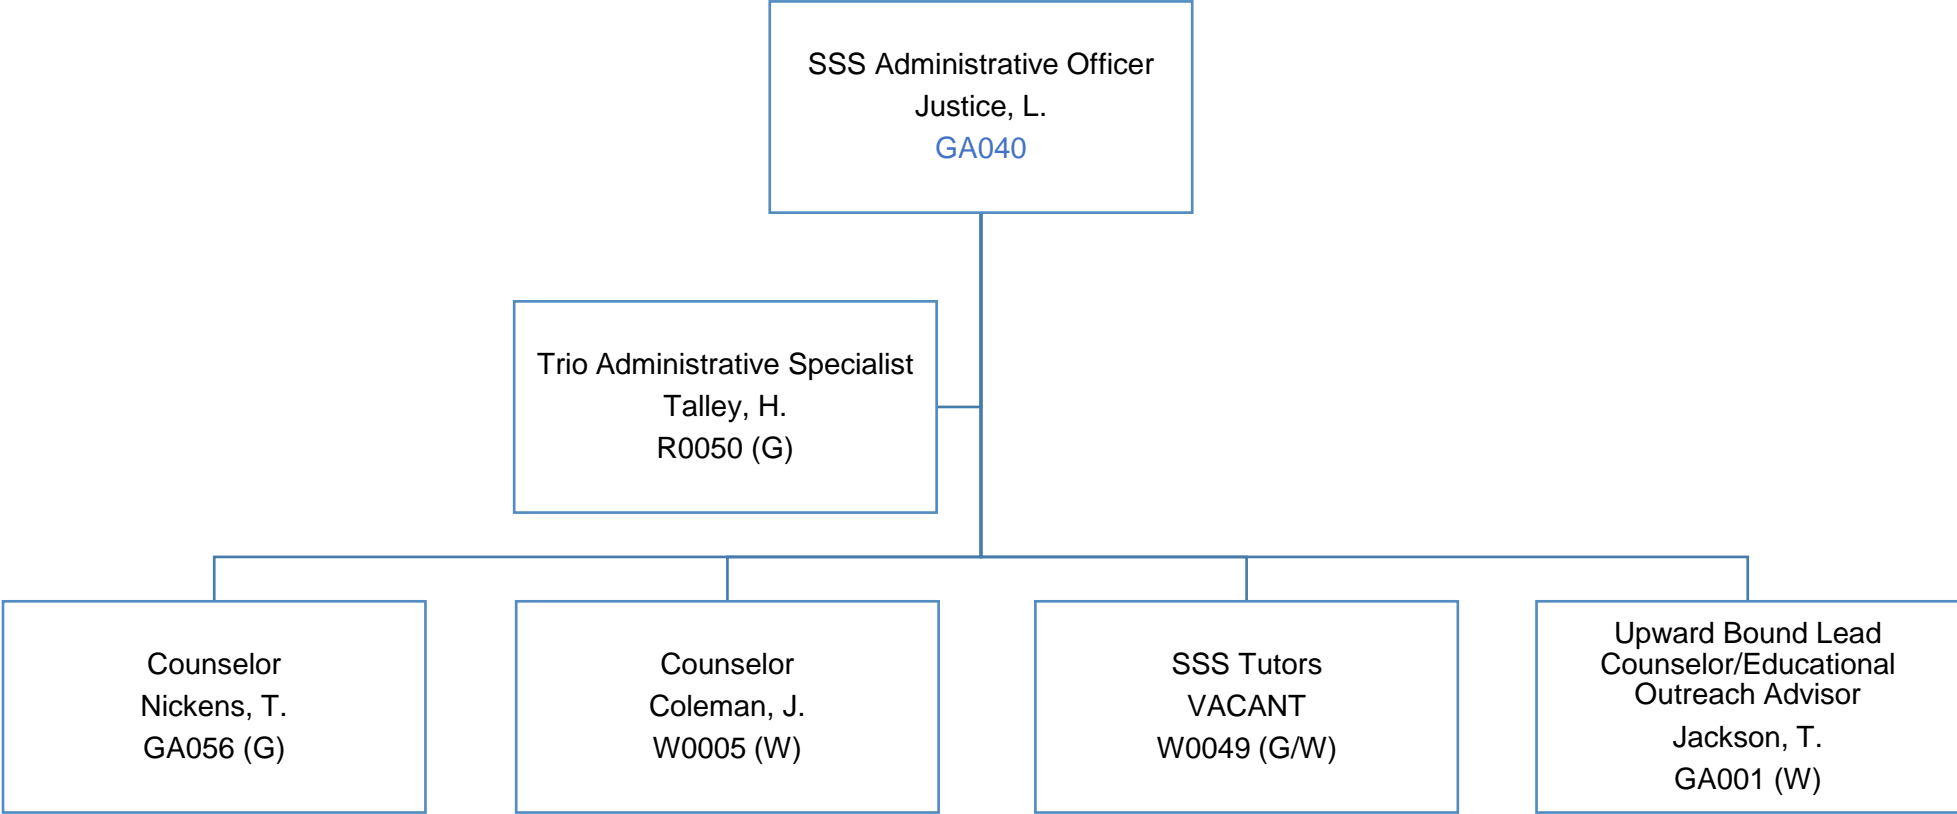 SSS Administrative Officer
Justice, L.
GA040
Trio Administrative Specialist
Talley, H.
R0050 (G)
Counselor
Nickens, T.
GA056 (G)
Counselor
Coleman, J.
W0005 (W)
SSS Tutors
VACANT
W0049 (G/W)
Upward Bound Lead
Counselor/Educational
Outreach Advisor
Jackson, T.
GA001 (W)